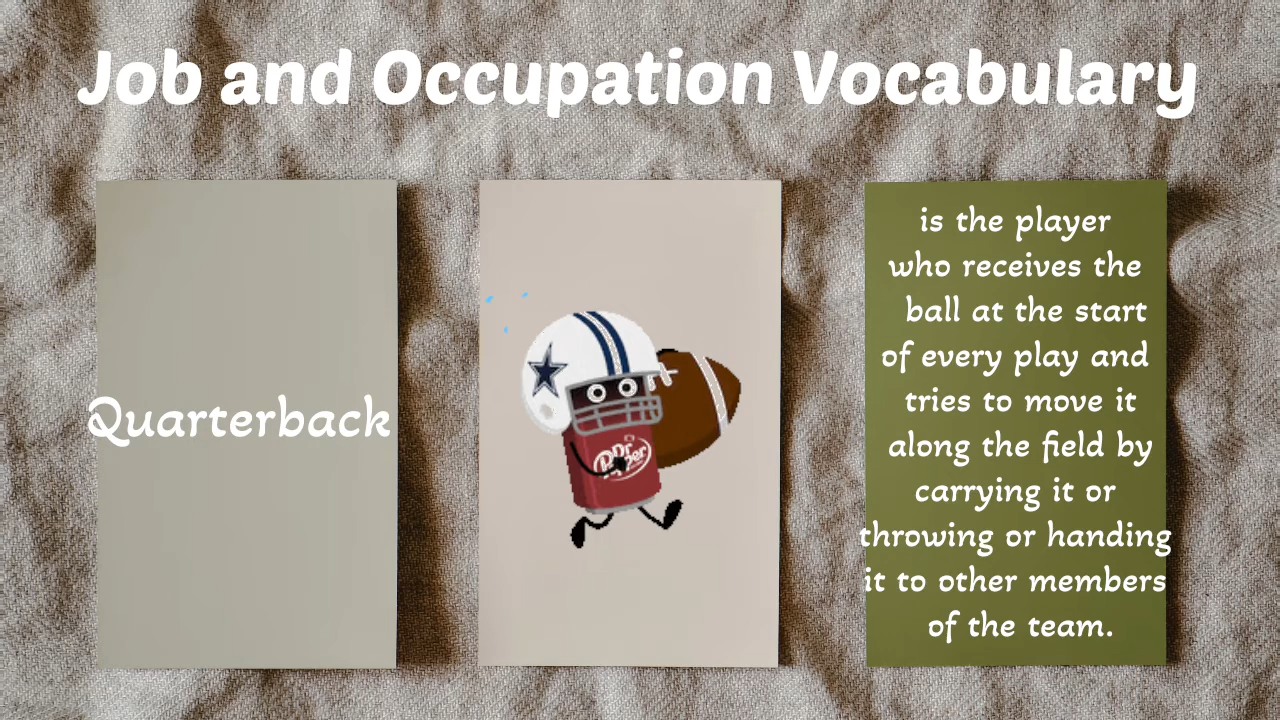 Job and Occupation Vocabulary
Quarterback
Dr
Pepper
is the player
who receives the
ball at the start
of every play and
tries to move it
along the field by
carrying it or
throwing or handing
it to other members
of the team.